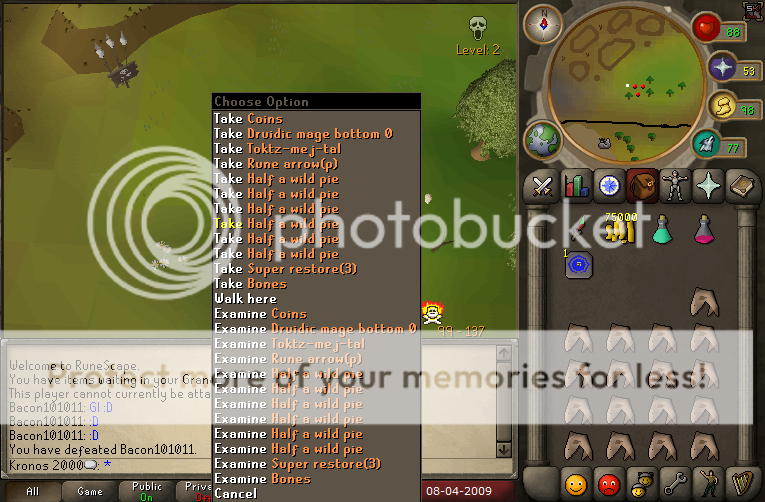 Level: 2
N
88
53
98
77
75000
1
Choose Option
Take Coins
Take Druidic mage bottom 0
Take Toktz-mej-tal
Take Rune arrow(p)
Take Half a wild pie
Take Half a wild pie
Take Half a wild pie
Take Half a wild pie
Take Half a wild pie
Take Half a wild pie
Take Super restore(3)
Take Bones
Walk here
Examine Coins
Examine Druidic mage bottom 0
Examine Toktz-mej-tal
Examine Rune arrow(p)
Examine Half a wild pie
Examine Half a wild pie
Examine Half a wild pie
Examine Half a wild pie
Examine Half a wild pie
Examine Half a wild pie
Examine Super restore(3)
Examine Bones
Cancel
99 - 137
photobucket
Protect more of your memories for less!
Welcome to RuneScape.
You have items waiting in your Gran
This player cannot currently be atta
Bacon101011: Gl :D
Bacon101011: :D
Bacon101011: :D
You have defeated Bacon101011.
Kronos 2000: *
All
Game
Public
On
Priva
08-04-2009